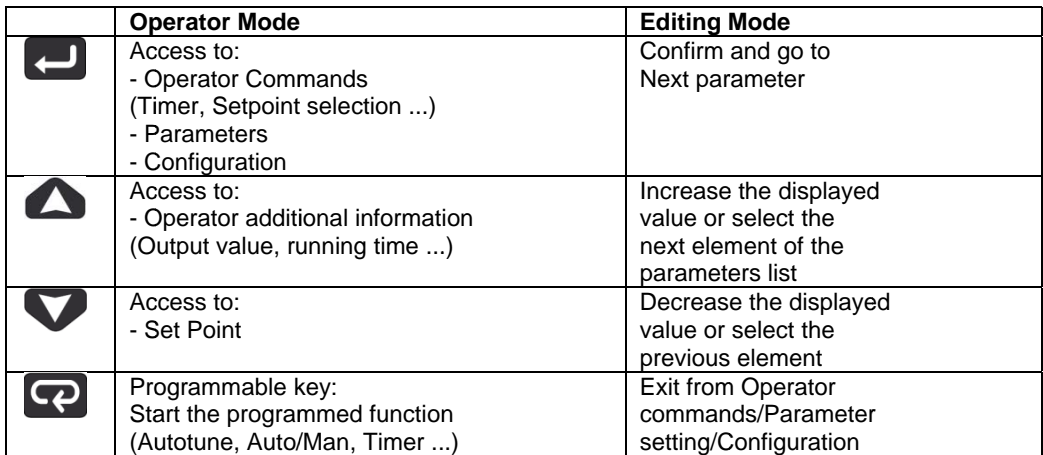 Operator Mode
Editing Mode
Access to:
- Operator Commands
(Timer, Setpoint selection ...)
- Parameters
- Configuration
Confirm and go to
Next parameter
Access to:
- Operator additional information
(Output value, running time ...)
Increase the displayed
value or select the
next element of the
parameters list
Access to:
- Set Point
Decrease the displayed
value or select the
previous element
Programmable key:
Start the programmed function
(Autotune, Auto/Man, Timer ...)
Exit from Operator
commands/Parameter
setting/Configuration